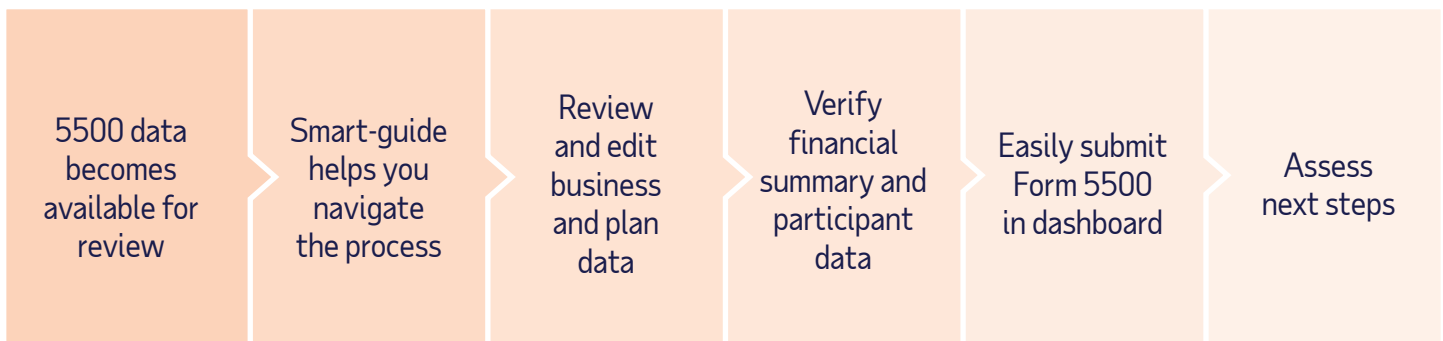 5500 data
becomes
available for
review
Smart-guide
helps you
navigate
the process
Review
and edit
business
and plan
data
Verify
financial
summary and
participant
data
Easily submit
Form 5500
in dashboard
Assess
next steps